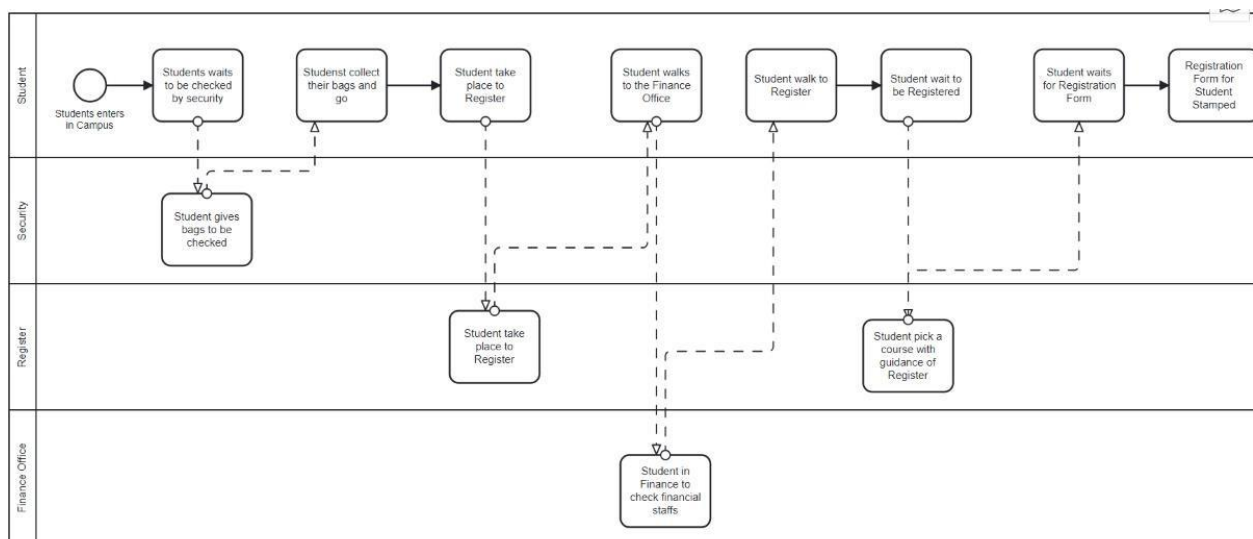 Student
Students waits
to be checked
by security
Studenst collect
their bags and
go
Student take
place to
Register
Student walks
to the Finance
Office
Student walk to
Register
Student wait to
be Registered
Student waits
for Registration
Form
Registration
Form for
Student
Stamped
Students enters
in Campus
Security
Student gives
bags to be
checked
Register
Student take
place to
Register
Student pick a
course with
guidance of
Register
Finance Office
Student in
Finance to
check financial
staffs